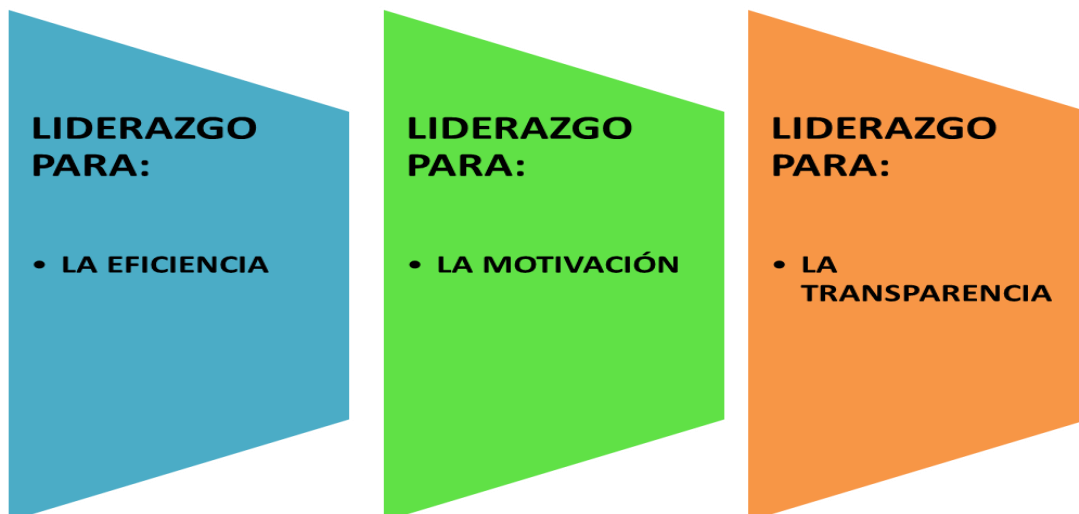 LIDERAZGO
PARA:
• LA EFICIENCIA
LIDERAZGO
PARA:
• LA MOTIVACIÓN
LIDERAZGO
PARA:
• LA
TRANSPARENCIA